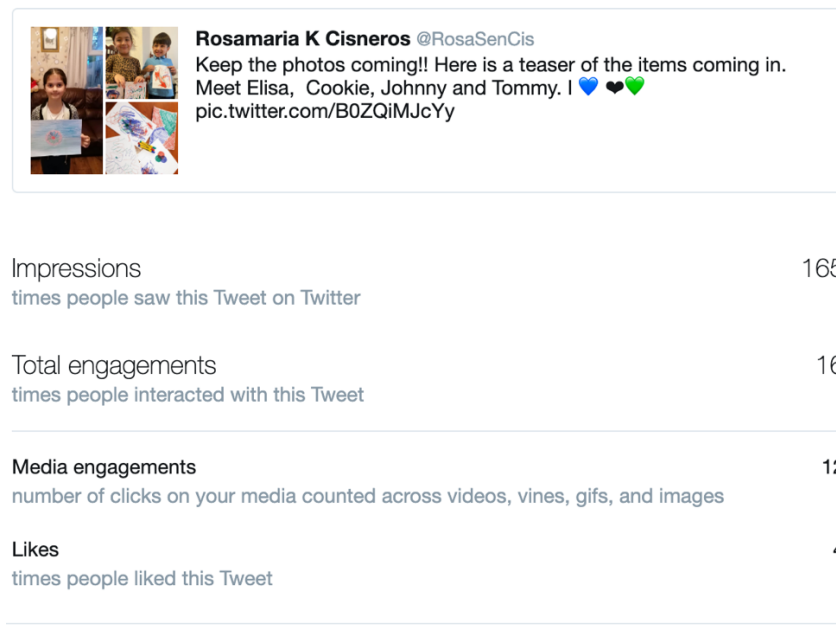 Rosamaria K Cisneros @RosaSenCis
Keep the photos coming!! Here is a teaser of the items coming in.
Meet Elisa, Cookie, Johnny and Tommy. I 💙 🖤💚
pic.twitter.com/B0ZQiMJcYy
Impressions 165
times people saw this Tweet on Twitter
Total engagements 16
times people interacted with this Tweet
Media engagements 12
number of clicks on your media counted across videos, vines, gifs, and images
Likes
times people liked this Tweet